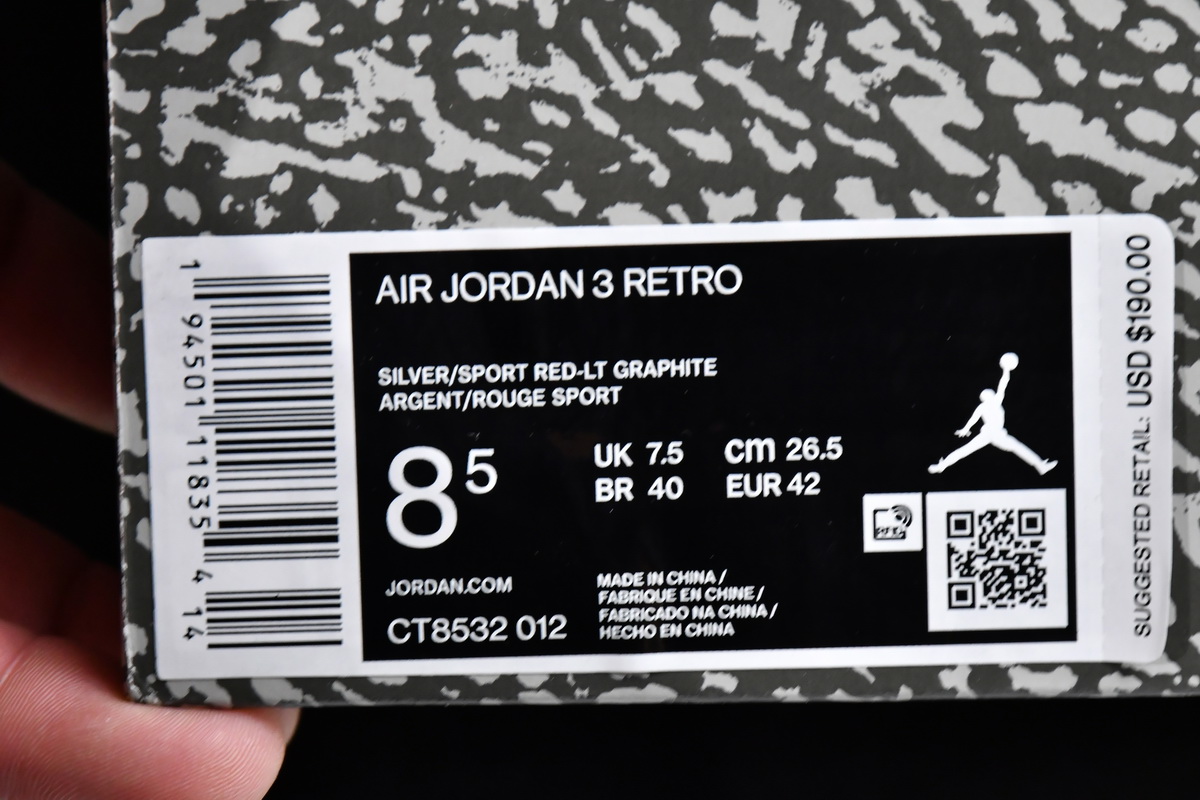 1 94501 11835 4 14
AIR JORDAN 3 RETRO
SILVER/SPORT RED-LT GRAPHITE
ARGENT/ROUGE SPORT
8 5
UK 7.5
cm 26.5
BR 40
EUR 42
JORDAN.COM
CT8532 012
MADE IN CHINA /
FABRIQUE EN CHINE /
FABRICADO NA CHINA /
HECHO EN CHINA
SUGGESTED RETAIL: USD $190.00